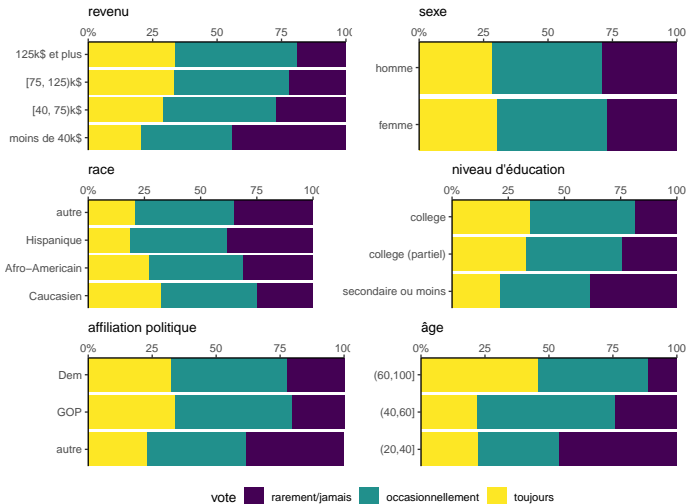 revenu
0% 25 50 75 100
125k$ et plus
[75, 125)k$
[40, 75)k$
moins de 40k$
sexe
0% 25 50 75 100
homme
femme
race
0% 25 50 75 10
autre
Hispanique
Afro−Americain
Caucasien
niveau d'éducation
0% 25 50 75 10
college
college (partiel)
secondaire ou moins
affiliation politique
0% 25 50 75 100
Dem
GOP
autre
âge
0% 25 50 75 100
(60,100]
(40,60]
(20,40]
vote rarement/jamais occasionnellement toujours